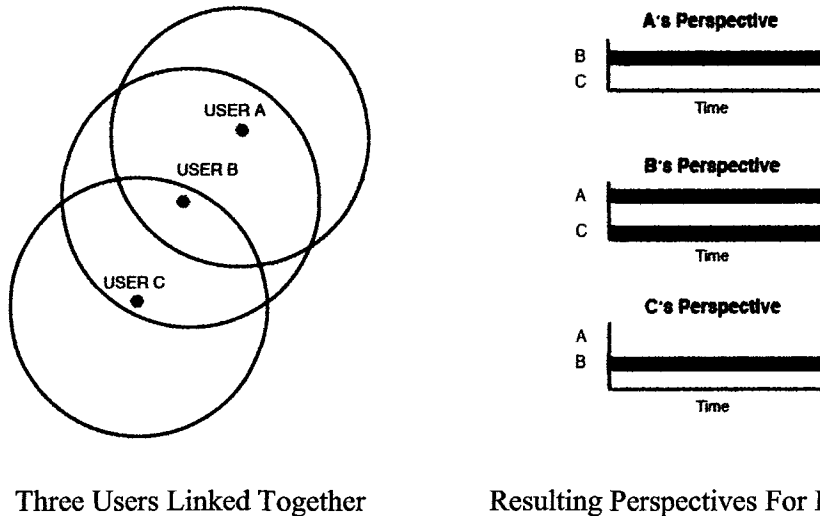 USER A
USER B
USER C
A's Perspective
B
C
Time
B's Perspective
A
C
Time
C's Perspective
A
B
Time
Three Users Linked Together
Resulting Perspectives For